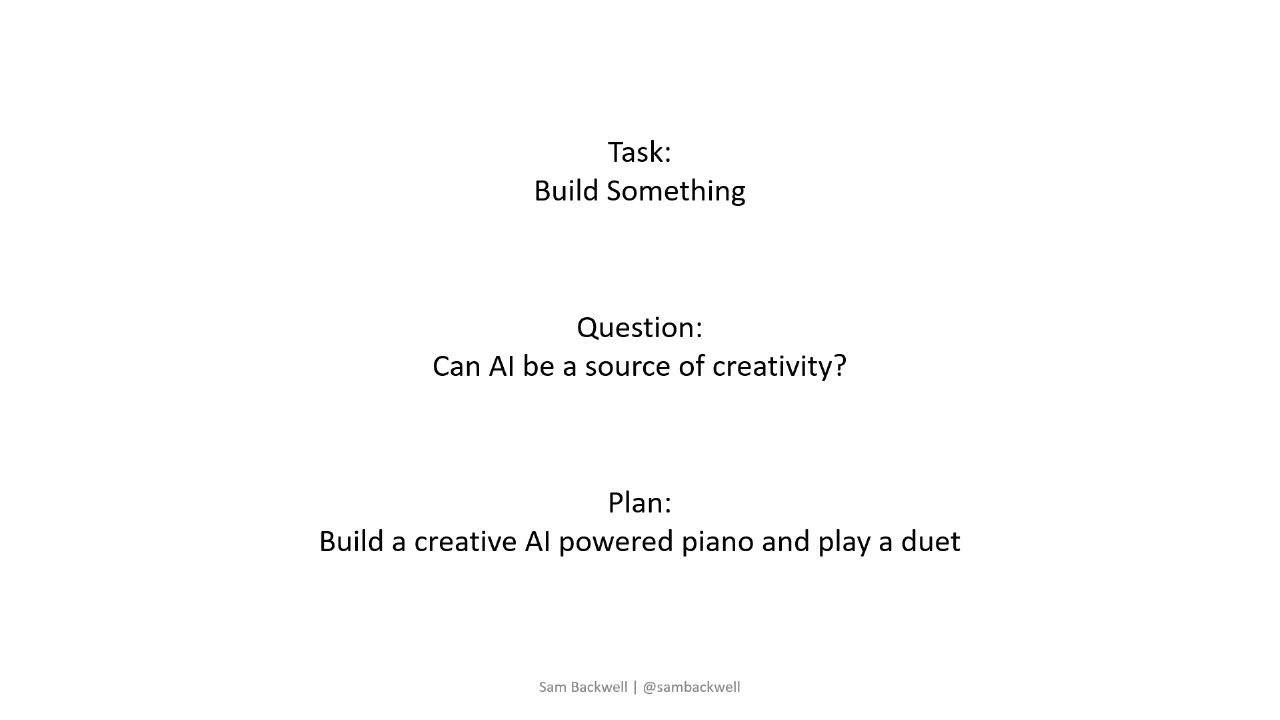 Task:
Build Something
Question:
Can AI be a source of creativity?
Plan:
Build a creative AI powered piano and play a duet
Sam Backwell | @sambackwell